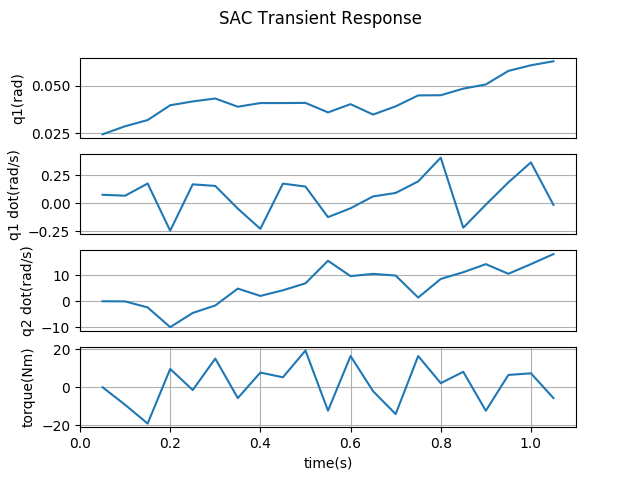 SAC Transient Response
q1(rad)
0.050
0.025
q1 dot(rad/s)
0.25
0.00
−0.25
q2 dot(rad/s)
10
0
−10
torque(Nm)
20
0
−20
0.0 0.2 0.4 0.6 0.8 1.0
time(s)